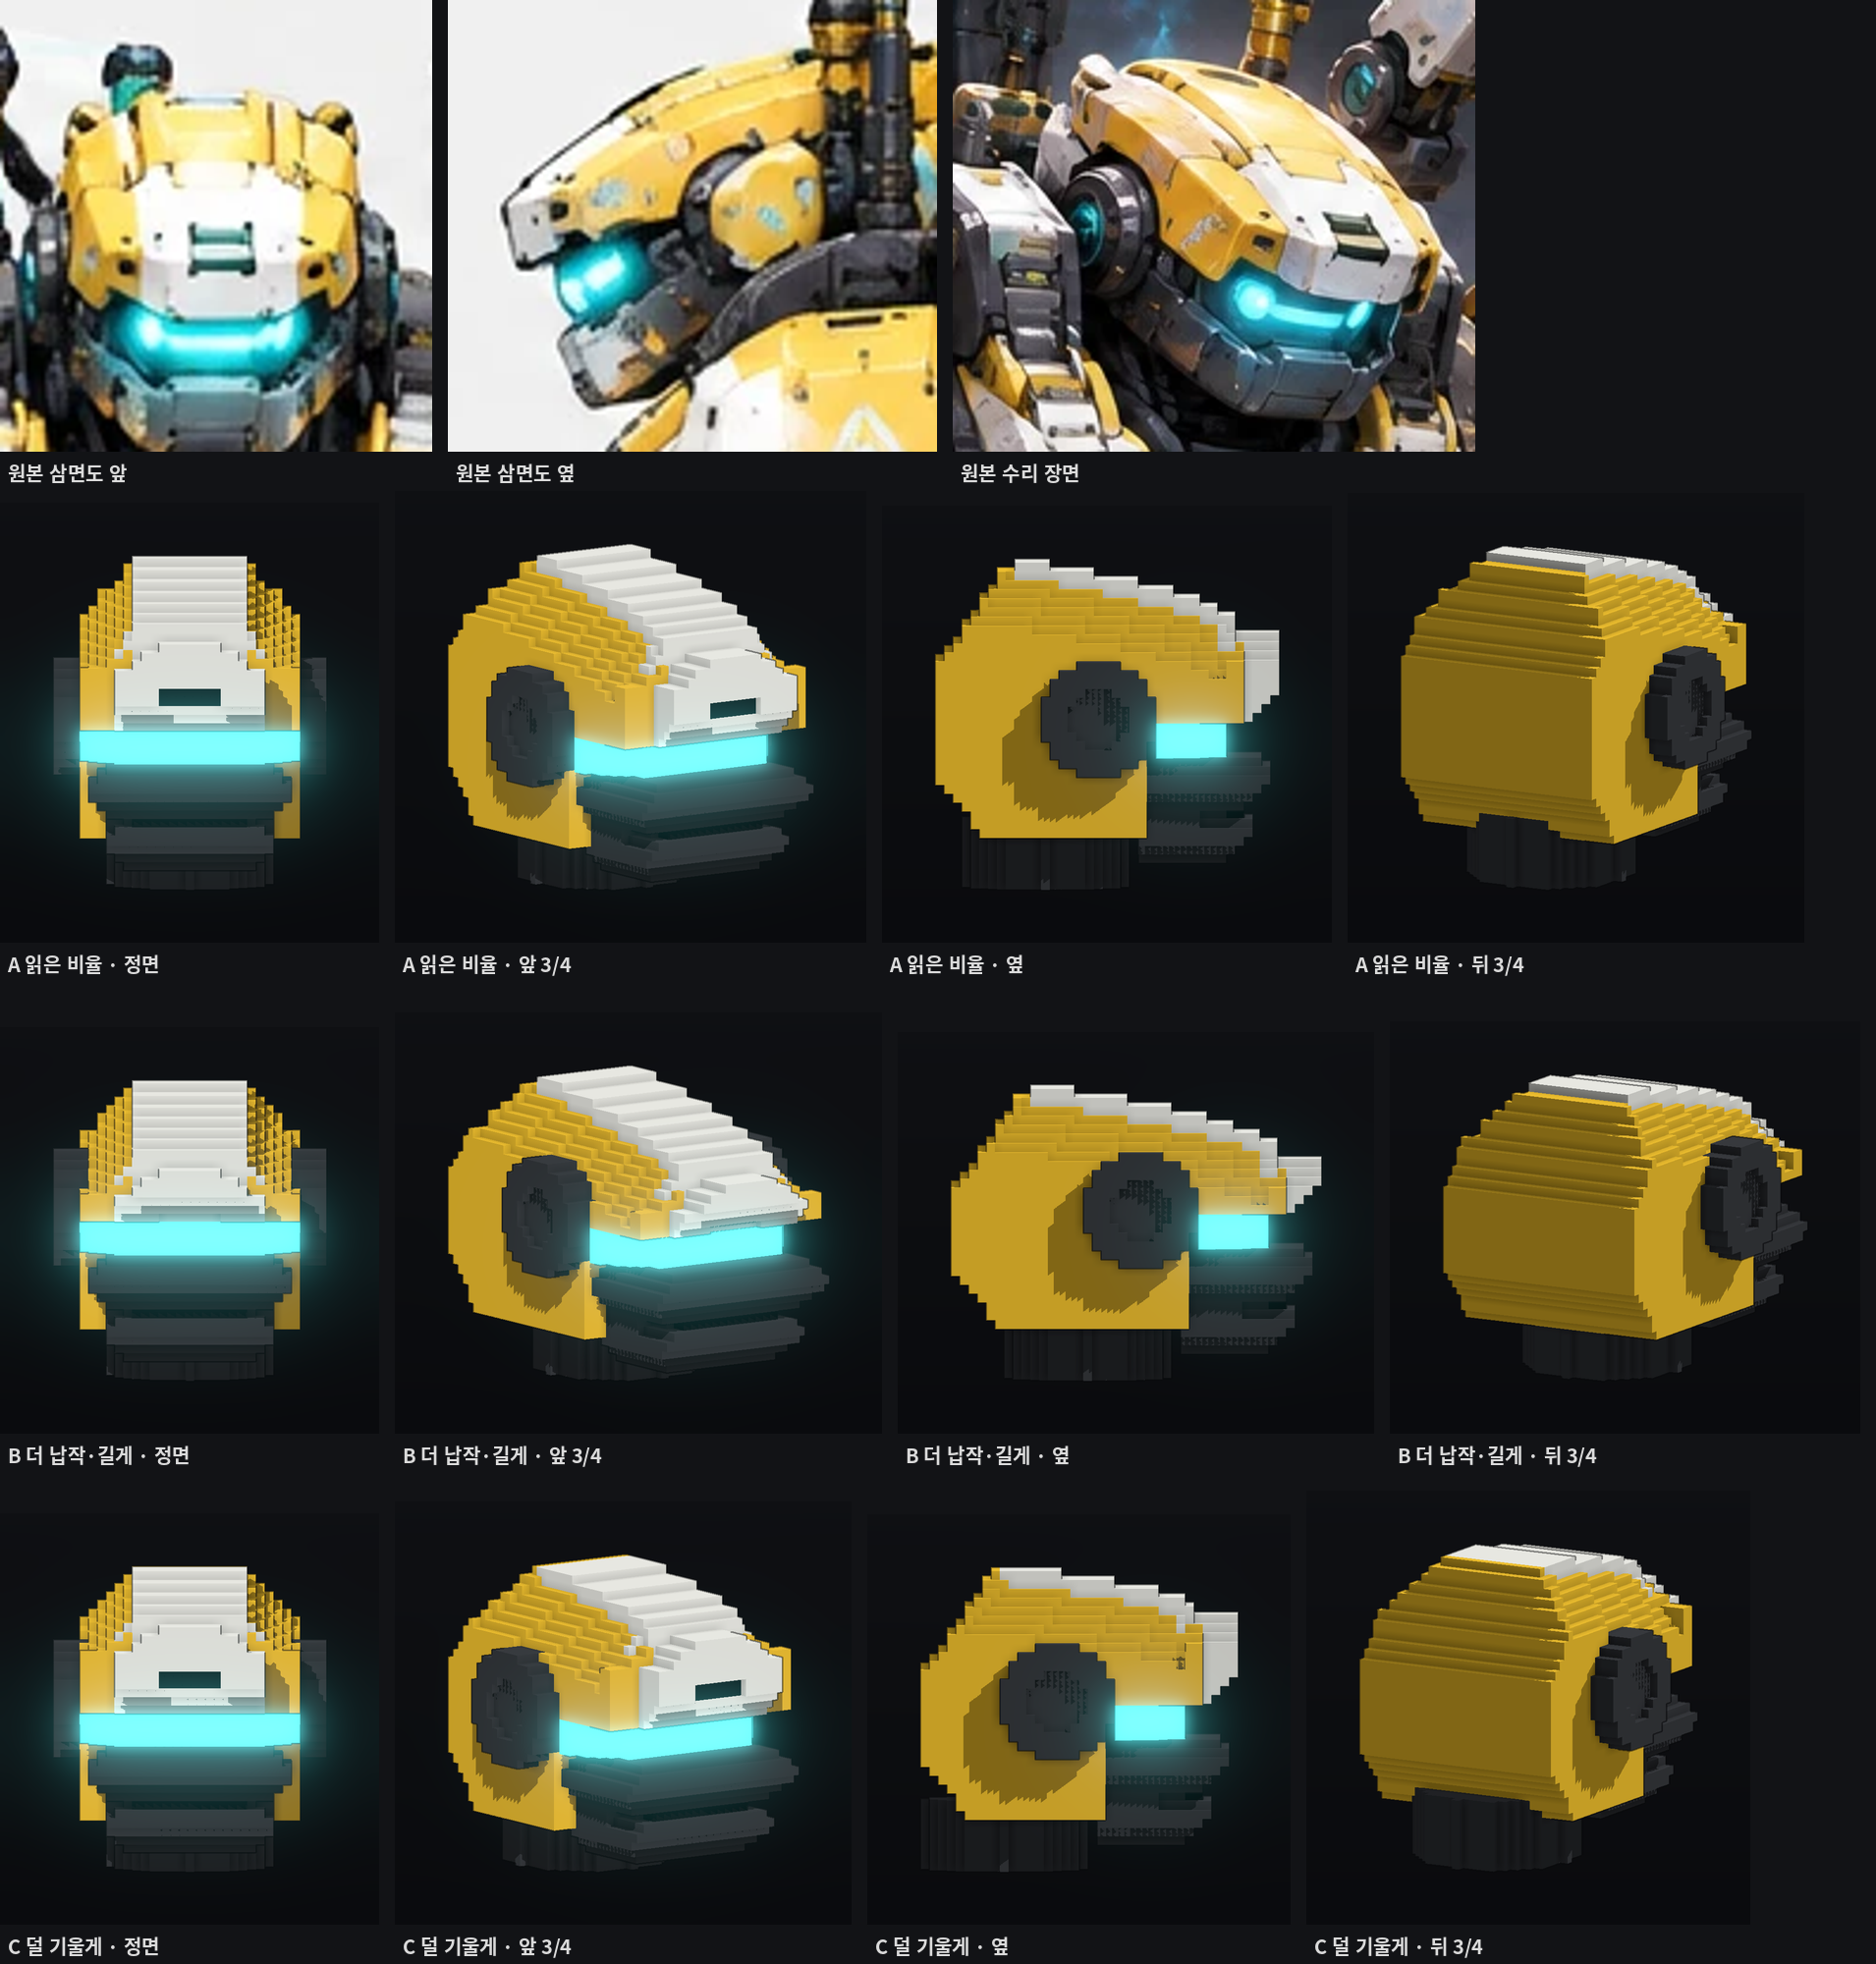 원본 삼면도 앞
원본 삼면도 옆
원본 수리 장면
A 읽은 비율 · 정면
A 읽은 비율 · 앞 3/4
A 읽은 비율 · 옆
A 읽은 비율 · 뒤 3/4
B 더 납작·길게 · 정면
B 더 납작·길게 · 앞 3/4
B 더 납작·길게 · 옆
B 더 납작·길게 · 뒤 3/4
C 덜 기울게 · 정면
C 덜 기울게 · 앞 3/4
C 덜 기울게 · 옆
C 덜 기울게 · 뒤 3/4